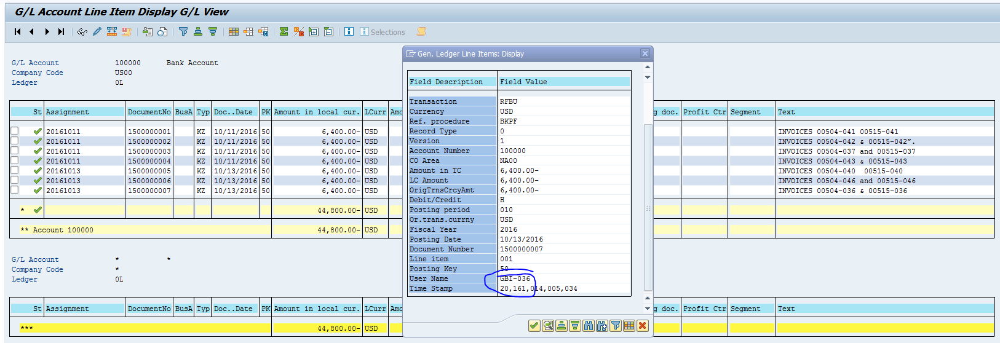 G/L Account Line Item Display G/L View
Selections
G/L Account 100000 Bank Account
Company Code US00
Ledger 0L
St Assignment DocumentNo BusA Typ Doc..Date PK Amount in local cur. LCurr Amo g doc. Profit Ctr Segment Text
20161011 1500000001 KZ 10/11/2016 50 6,400.00- USD INVOICES 00504-041 00515-041
20161011 1500000002 KZ 10/11/2016 50 6,400.00- USD INVOICES 00504-042 & 00515-042”.
20161011 1500000003 KZ 10/11/2016 50 6,400.00- USD INVOICES 00504-037 and 00515-037
20161011 1500000004 KZ 10/11/2016 50 6,400.00- USD INVOICES 00504-043 & 00515-043
20161013 1500000005 KZ 10/13/2016 50 6,400.00- USD INVOICES 00504-040 00515-040
20161013 1500000006 KZ 10/13/2016 50 6,400.00- USD INVOICES 00504-046 and 00515-046
20161013 1500000007 KZ 10/13/2016 50 6,400.00- USD INVOICES 00504-036 & 00515-036
* 44,800.00- USD
** Account 100000 44,800.00- USD
G/L Account * *
Company Code *
Ledger 0L
St Assignment DocumentNo BusA Typ Doc..Date PK Amount in local cur. LCurr Amo g doc. Profit Ctr Segment Text
*** 44,800.00- USD
Gen. Ledger Line Items: Display
Field Description Field Value
Transaction RFBU
Currency USD
Ref. procedure BKPF
Record Type 0
Version 1
Account Number 100000
CO Area NA00
Amount in TC 6,400.00-
LC Amount 6,400.00-
OrigTrnsCrcyAmt 6,400.00-
Debit/Credit H
Posting period 010
Or.trans.currny USD
Fiscal Year 2016
Posting Date 10/13/2016
Document Number 1500000007
Line item 001
Posting Key 50
User Name GBI-036
Time Stamp 20,161,014,005,034